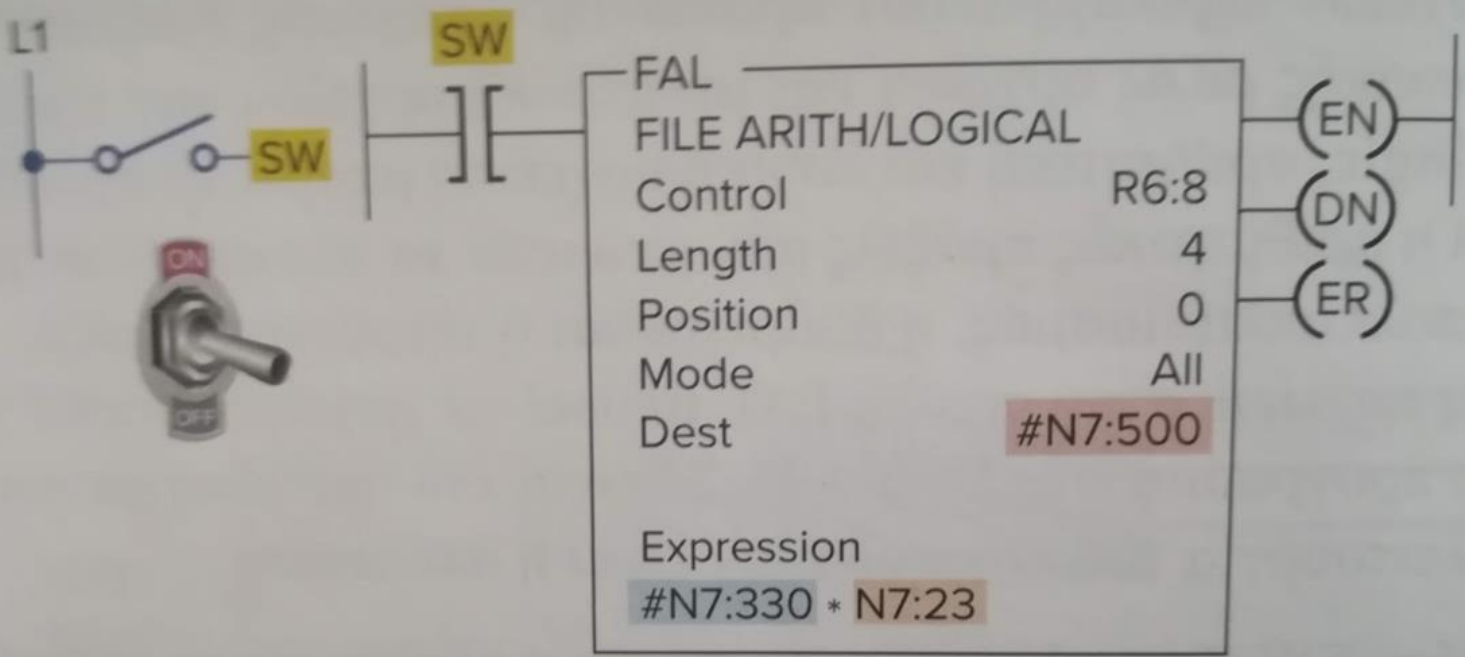 L1
SW
SW
ON
OFF
FAL
FILE ARITH/LOGICAL
Control R6:8
Length 4
Position 0
Mode All
Dest #N7:500
Expression
#N7:330 * N7:23
(EN)
(DN)
(ER)